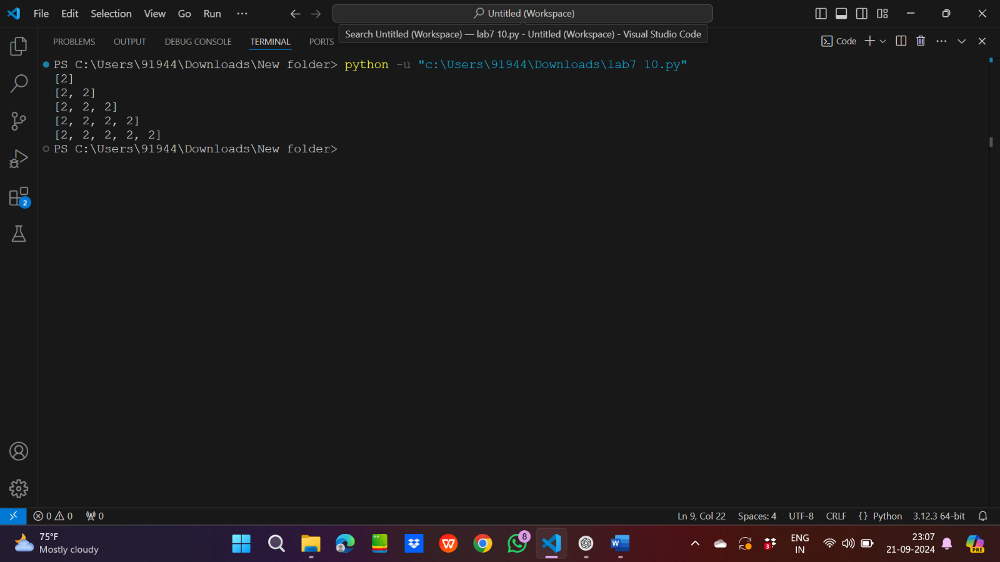 File Edit Selection View Go Run ··· Untitled (Workspace)
Search Untitled (Workspace) — lab7 10.py - Untitled (Workspace) - Visual Studio Code
PROBLEMS OUTPUT DEBUG CONSOLE TERMINAL PORTS Code
PS C:\Users\91944\Downloads\New folder> python -u "c:\Users\91944\Downloads\lab7 10.py"
[2]
[2, 2]
[2, 2, 2]
[2, 2, 2, 2]
[2, 2, 2, 2, 2]
PS C:\Users\91944\Downloads\New folder>
2
0 0 0 Ln 9, Col 22 Spaces: 4 UTF-8 CRLF {} Python 3.12.3 64-bit
75°F
Mostly cloudy
W
8
W
3
ENG
IN
23:07
21-09-2024
PRE